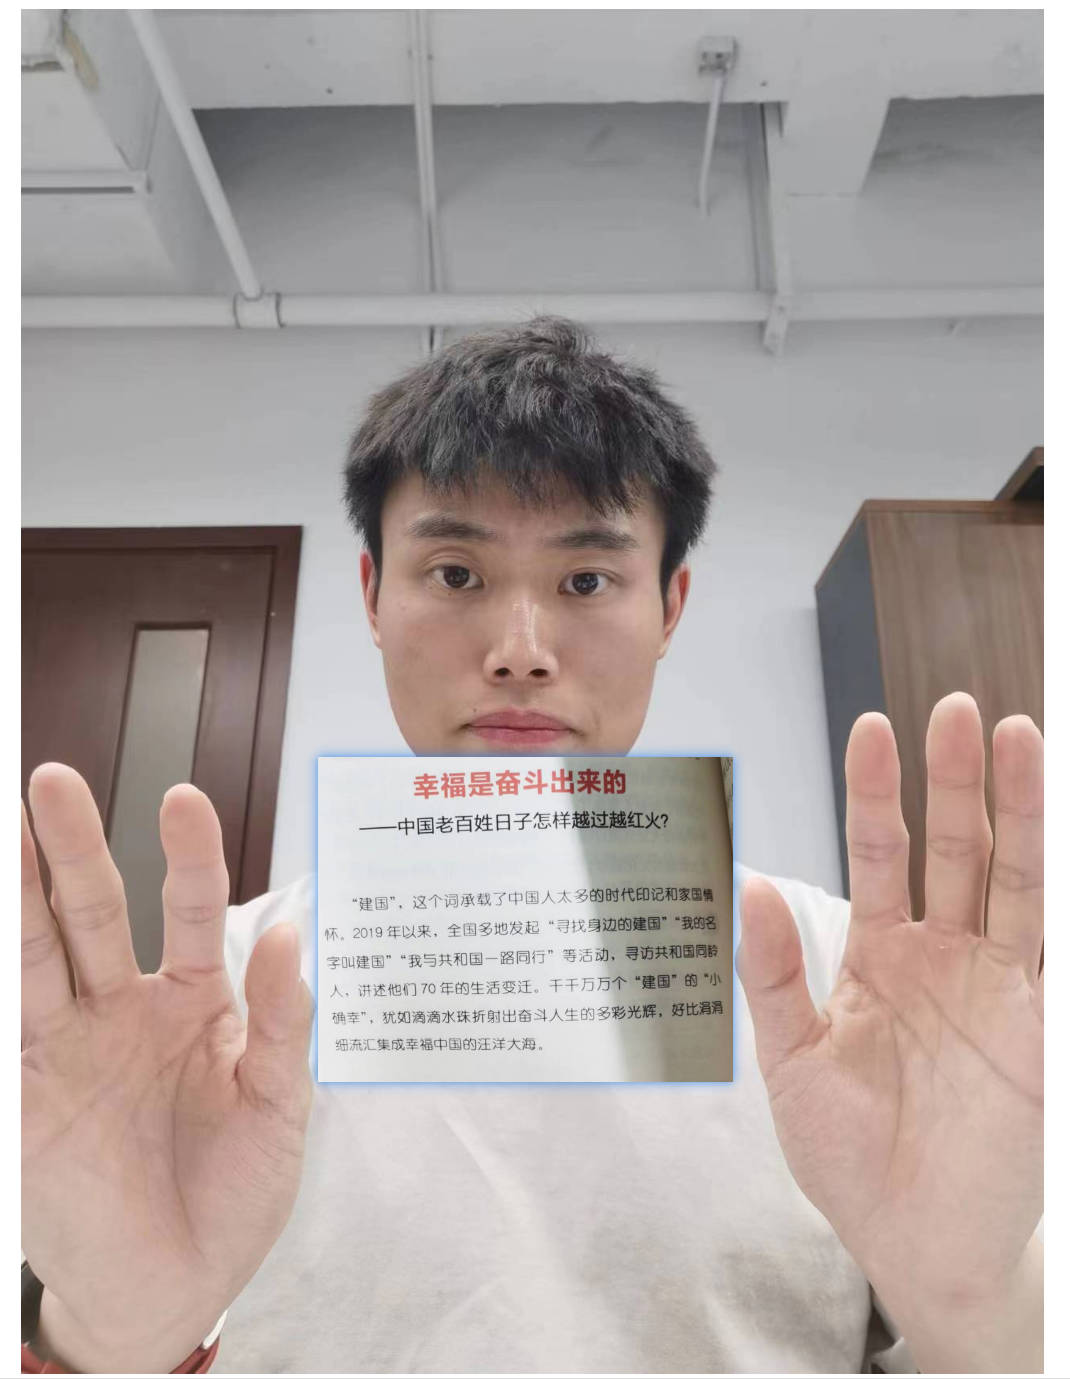 幸福是奋斗出来的
——中国老百姓日子怎样越过越红火?
“建国”，这个词承载了中国人太多的时代印记和家国情
怀。2019年以来，全国多地发起“寻找身边的建国”“我的名
字叫建国”“我与共和国一路同行”等活动，寻访共和国同龄
人，讲述他们70年的生活变迁。千千万万个“建国”的“小
确幸”，犹如滴滴水珠折射出奋斗人生的多彩光辉，好比涓涓
细流汇集成幸福中国的汪洋大海。